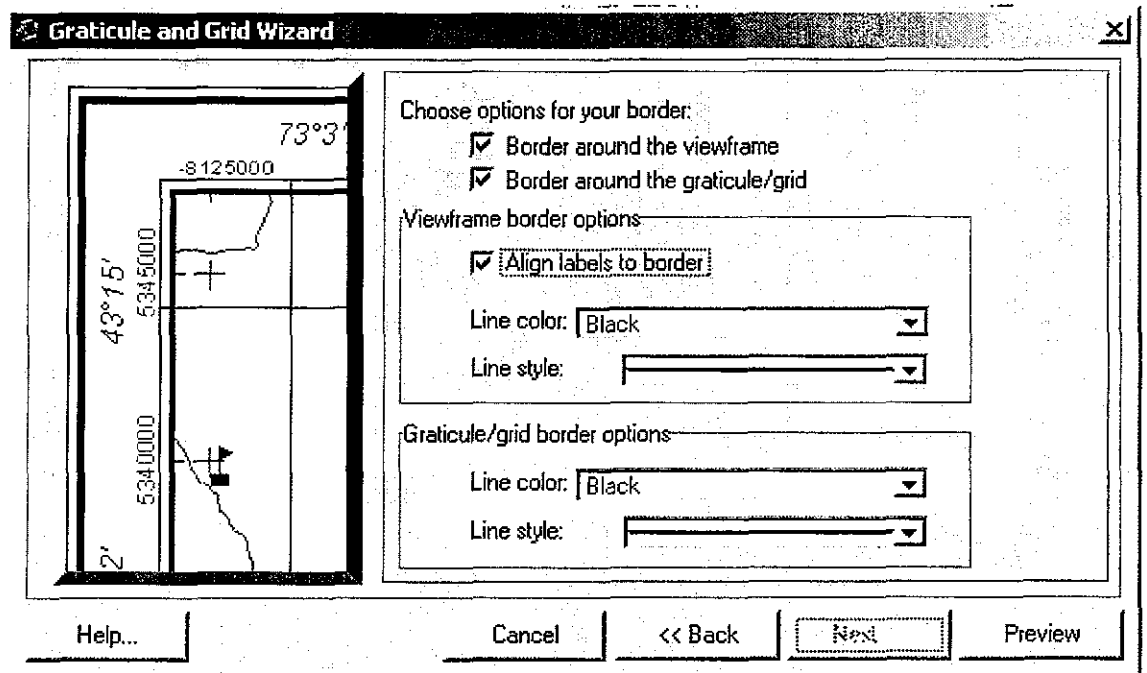 Graticule and Grid Wizard
73°3'
-8125000
5345000
43°15'
5340000
2'
Choose options for your border:
Border around the viewframe
Border around the graticule/grid
Viewframe border options
Align labels to border
Line color: Black
Line style:
Graticule/grid border options
Line color: Black
Line style:
Help...
Cancel
<< Back
Next
Preview